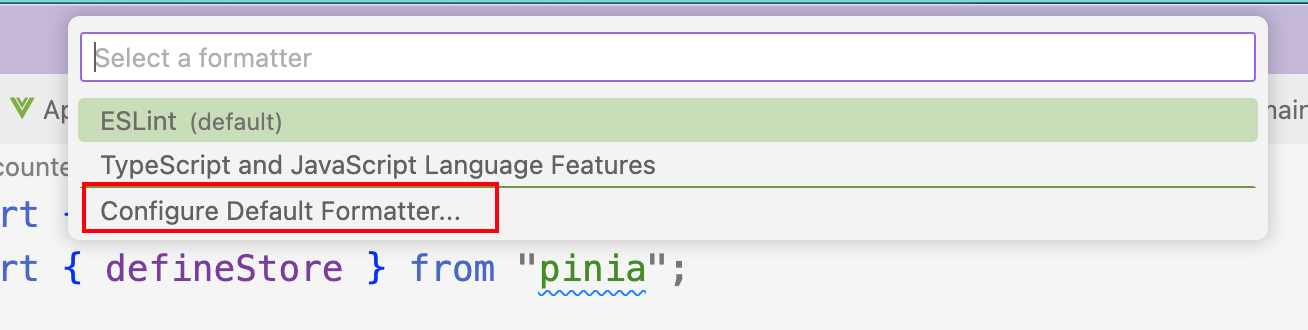 Select a formatter
Ap
ESLint (default)
main
TypeScript and JavaScript Language Features
counte
Configure Default Formatter...
rt
rt { defineStore } from "pinia";